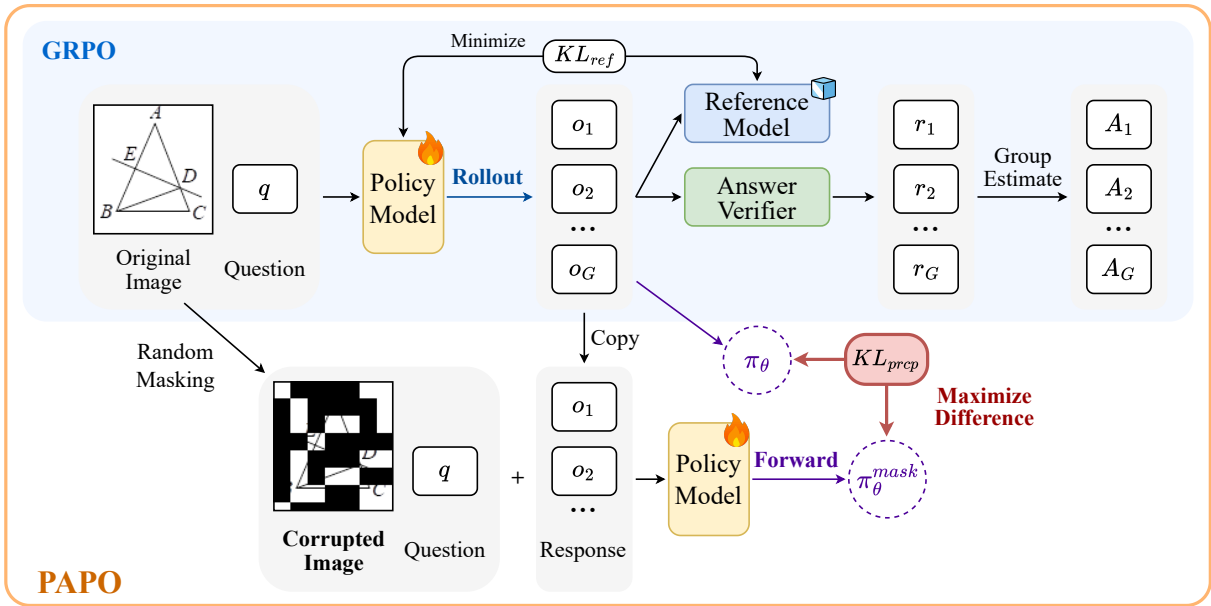 GRPO
Minimize
KL_ref
A
E
D
B
C
Original
Image
q
Question
Policy
Model
Rollout
o_1
o_2
...
o_G
Reference
Model
Answer
Verifier
r_1
r_2
...
r_G
Group
Estimate
A_1
A_2
...
A_G
Random
Masking
Copy
π_θ
KL_prcp
Maximize
Difference
D
C
Corrupted
Image
q
Question
+
o_1
o_2
...
Response
Policy
Model
Forward
π_θ^mask
PAPO